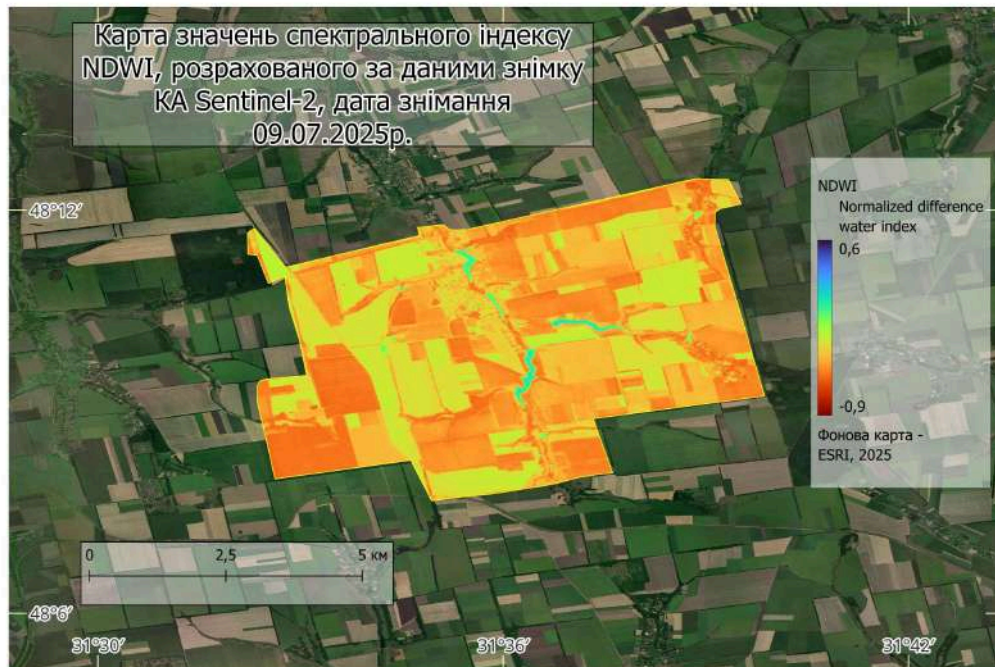 Карта значень спектрального індексу
NDWI, розрахованого за даними знімку
КА Sentinel-2, дата знімання
09.07.2025р.
48°12′
NDWI
Normalized difference
water index
0,6
-0,9
Фонова карта -
ESRI, 2025
0 2,5 5 км
48°6′
31°30′ 31°36′ 31°42′